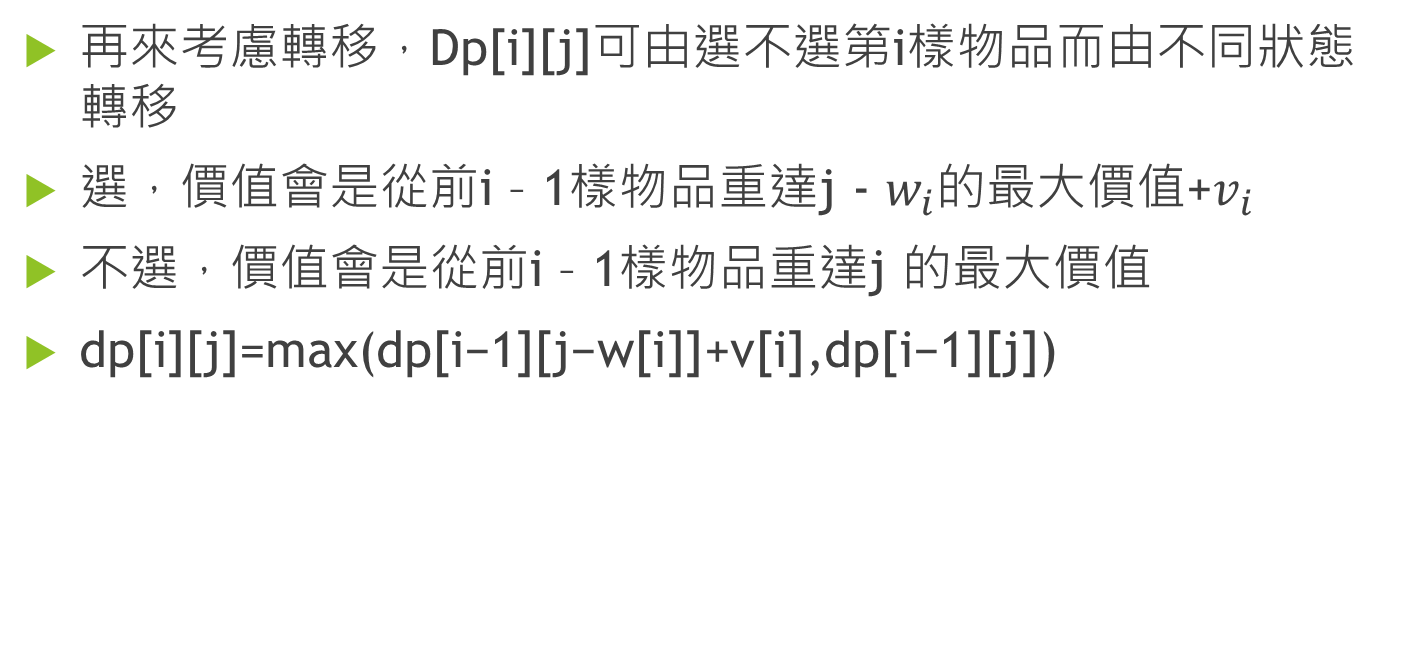 再來考慮轉移，Dp[i][j]可由選不選第i樣物品而由不同狀態
轉移
選，價值會是從前i - 1樣物品重達j - wᵢ的最大價值+vᵢ
不選，價值會是從前i - 1樣物品重達j 的最大價值
dp[i][j]=max(dp[i−1][j−w[i]]+v[i],dp[i−1][j])